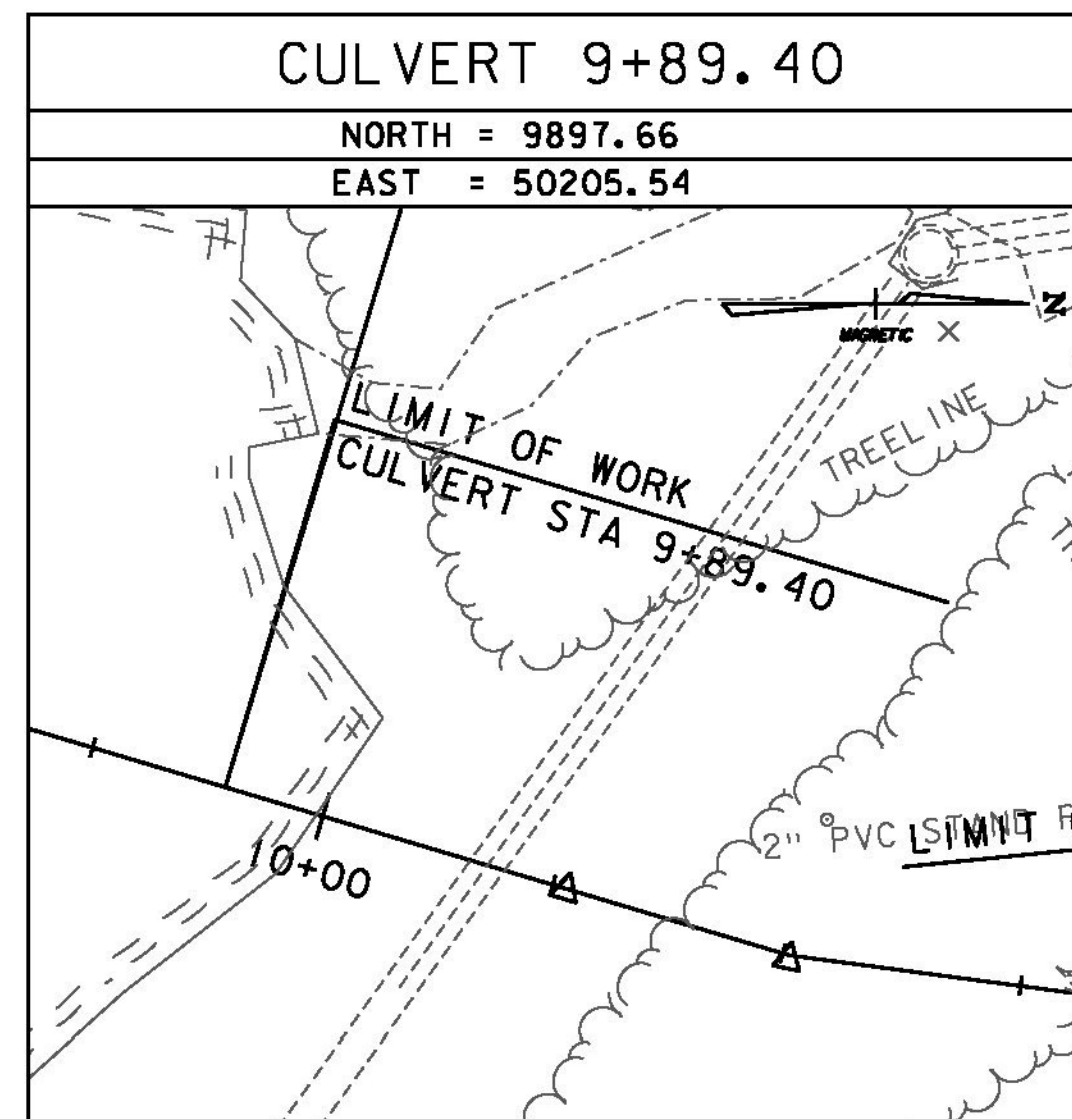 CULVERT 9+89.40
NORTH = 9897.66
EAST = 50205.54
N
MAGNETIC
LIMIT OF WORK
CULVERT STA 9+89.40
TREELINE
2" PVC STAND
LIMIT
10+00